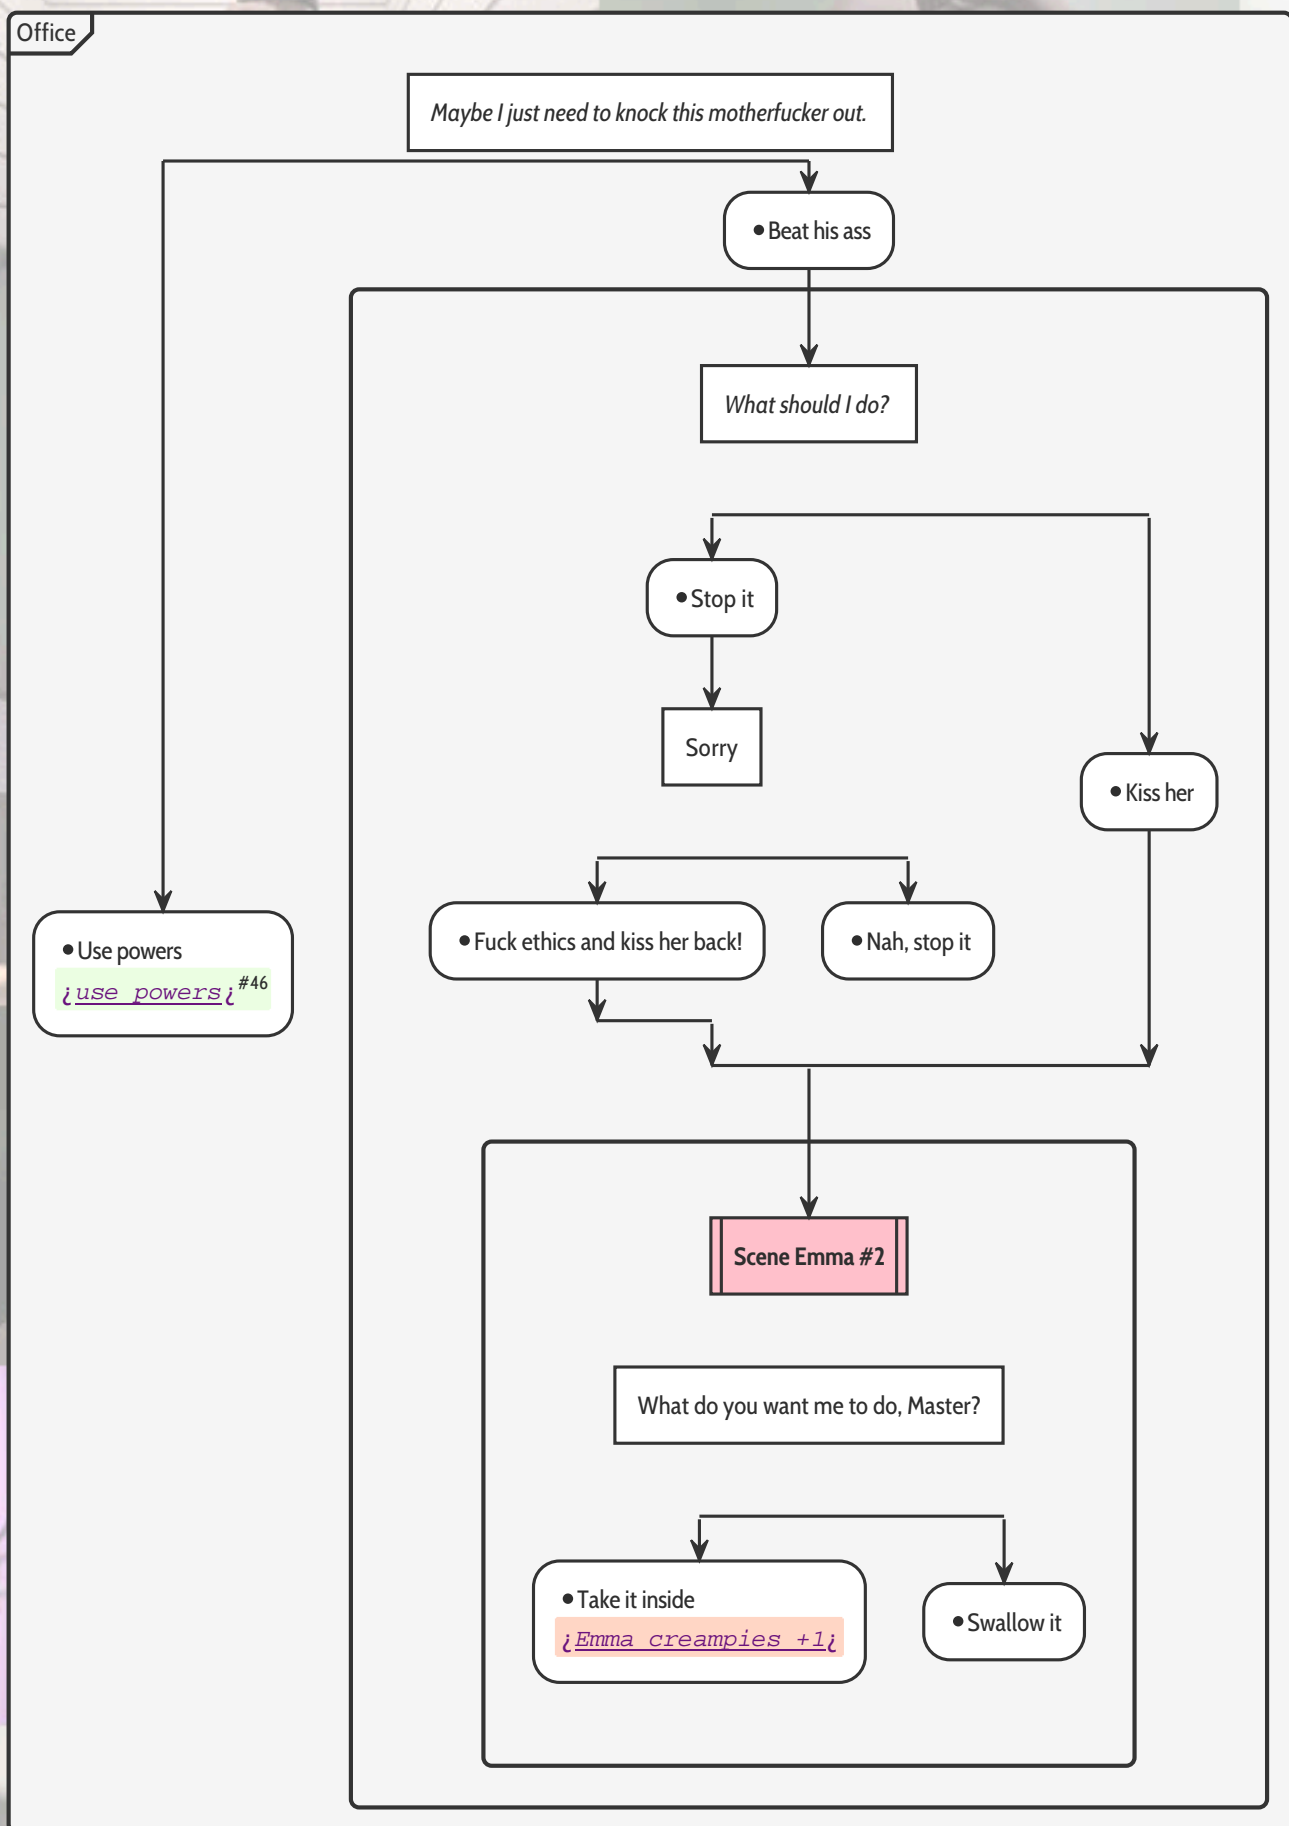 Office
Maybe I just need to knock this motherfucker out.
• Beat his ass
What should I do?
• Stop it
Sorry
• Kiss her
• Fuck ethics and kiss her back!
• Nah, stop it
• Use powers
¿use powers¿#46
Scene Emma #2
What do you want me to do, Master?
• Take it inside
¿Emma creampies +1¿
• Swallow it